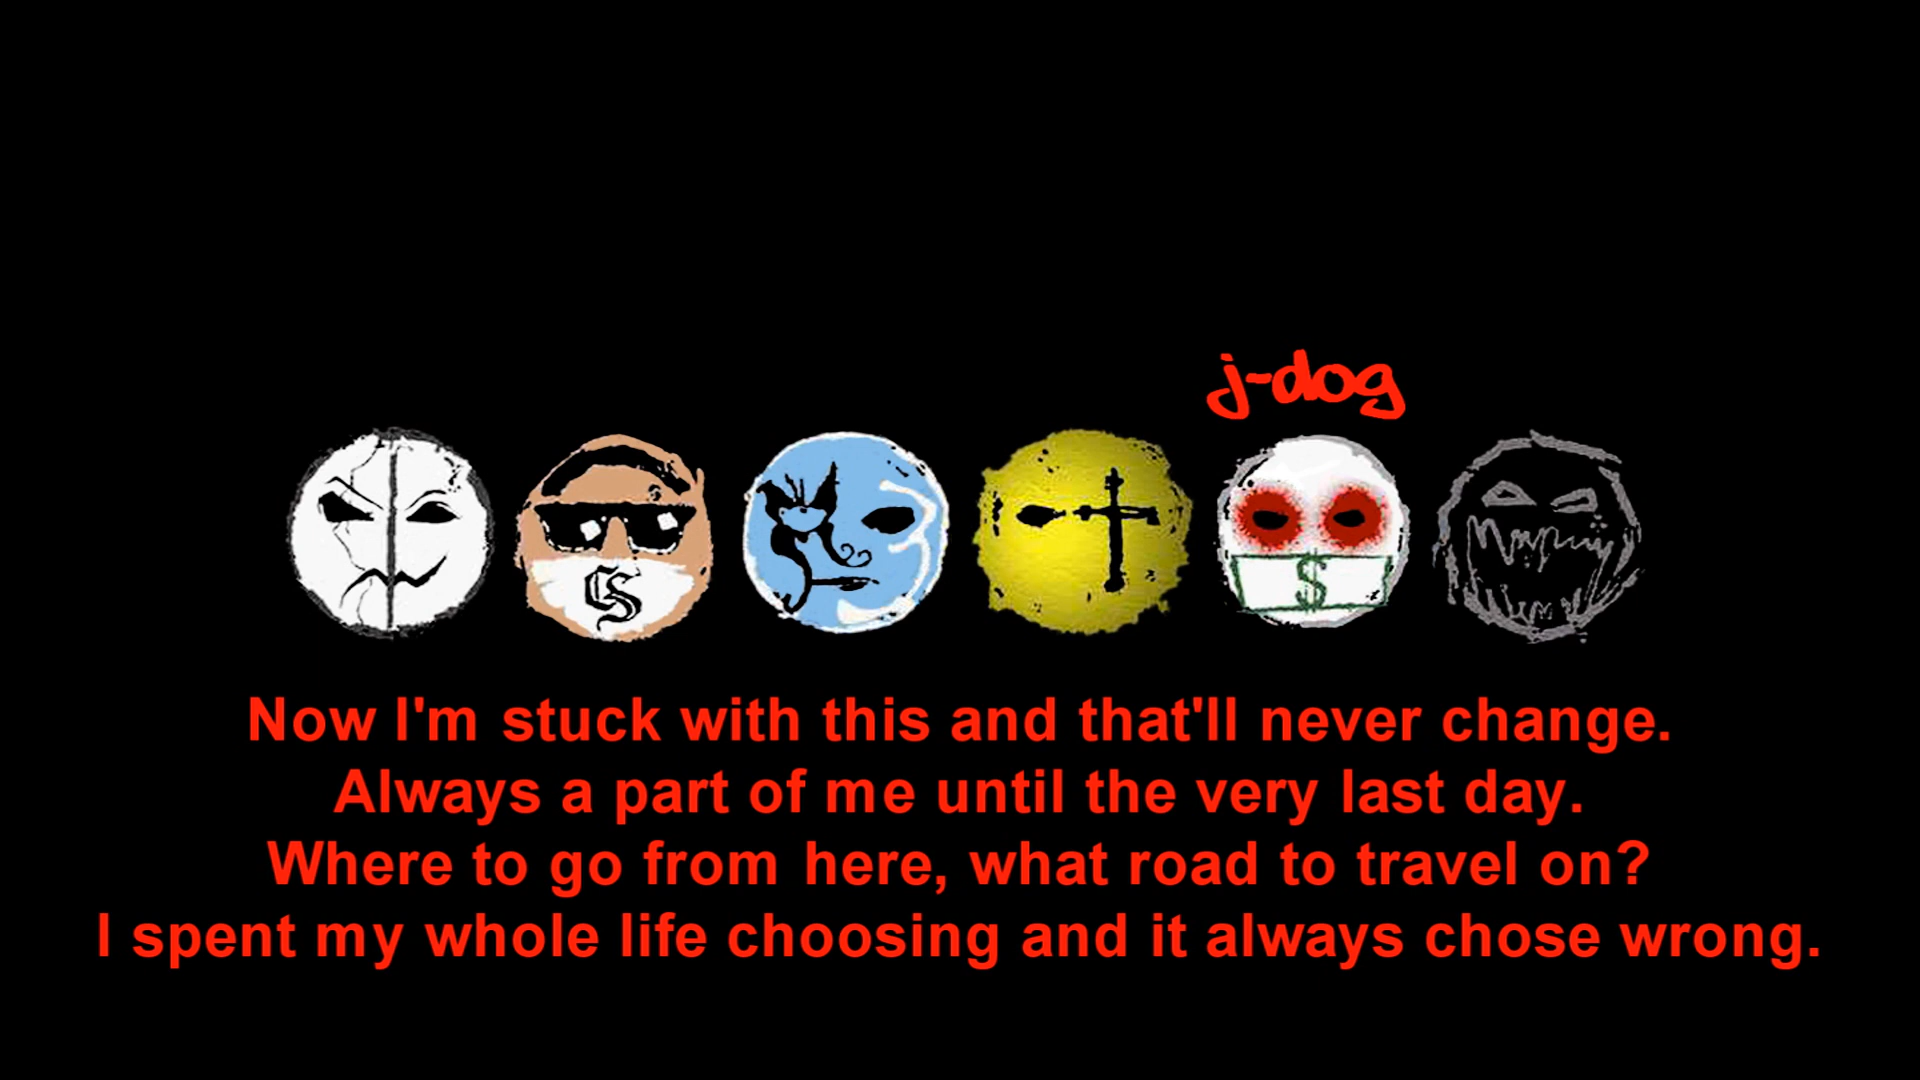 j-dog
$
Now I'm stuck with this and that'll never change.
Always a part of me until the very last day.
Where to go from here, what road to travel on?
I spent my whole life choosing and it always chose wrong.